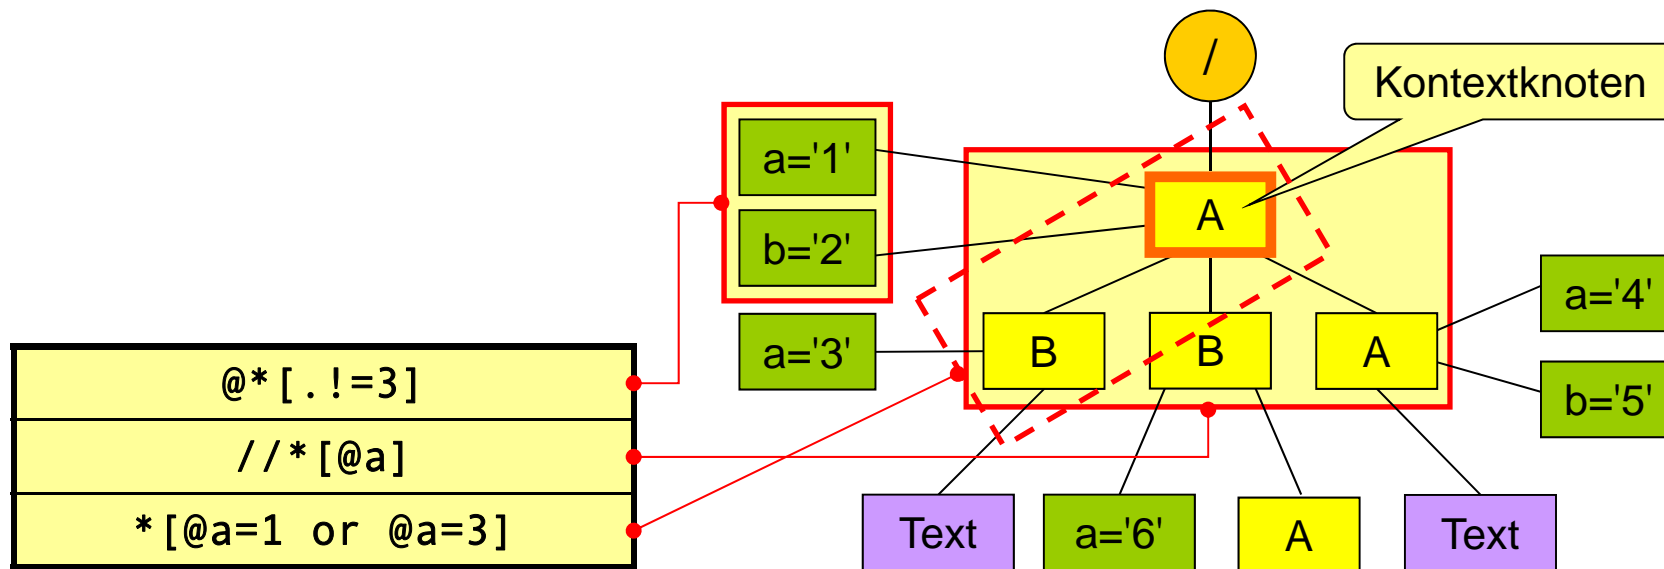 /
Kontextknoten
a='1'
A
b='2'
a='4'
a='3'
B
B
A
@*[.!=3]
b='5'
//*[@a]
*[@a=1 or @a=3]
Text
a='6'
A
Text